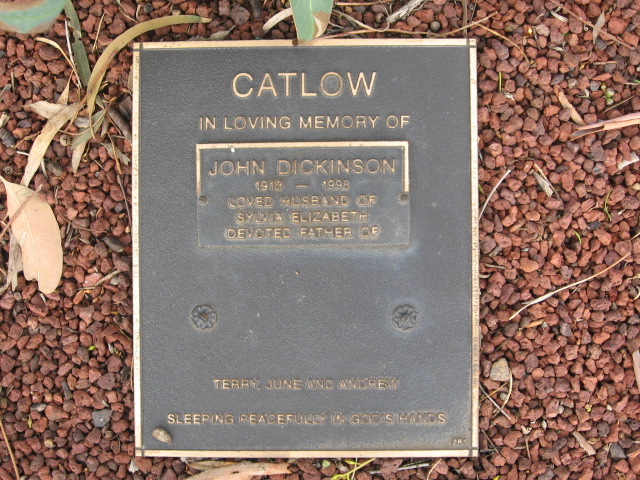 CATLOW
IN LOVING MEMORY OF
JOHN DICKINSON
1913 — 1998
LOVED HUSBAND OF
SYLVIA ELIZABETH
DEVOTED FATHER OF
TERRY, JUNE AND ANDREW
SLEEPING PEACEFULLY IN GOD'S HANDS